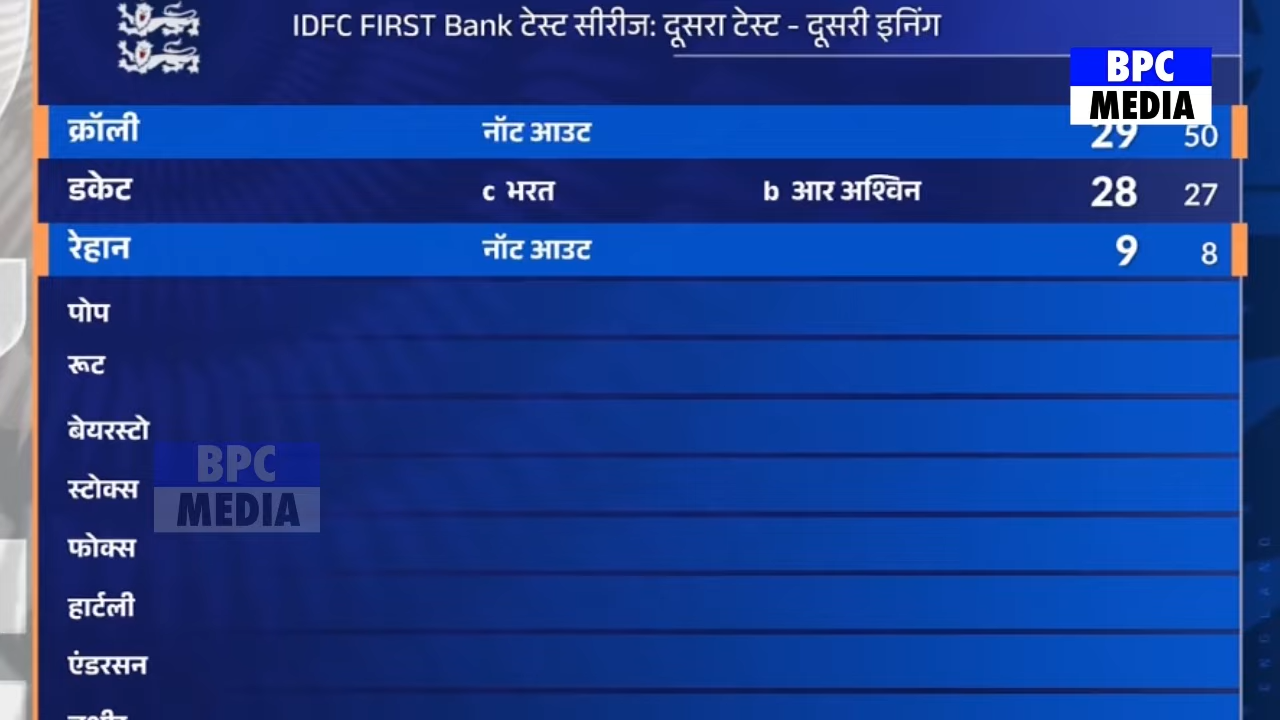 IDFC FIRST Bank टेस्ट सीरीज: दूसरा टेस्ट - दूसरी इनिंग
BPC
MEDIA
क्रॉली नॉट आउट 29 50
डकेट c भरत b आर अश्विन 28 27
रेहान नॉट आउट 9 8
पोप
रूट
बेयरस्टो
BPC
स्टोक्स
MEDIA
फोक्स
हार्टली
एंडरसन